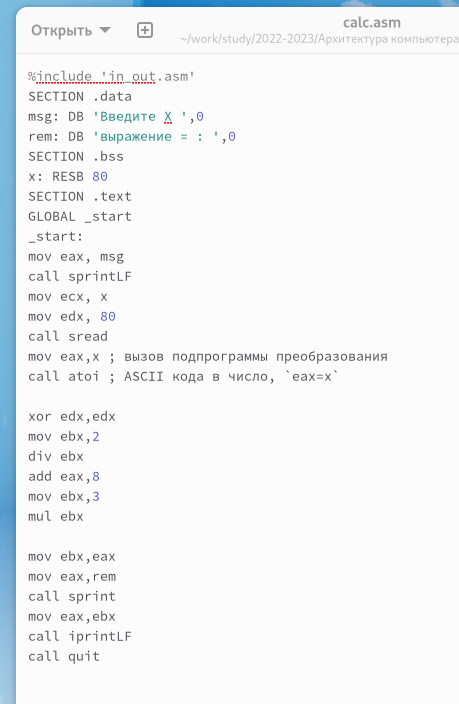 Открыть
calc.asm
~/work/study/2022-2023/Архитектура компьютера
%include 'in_out.asm'
SECTION .data
msg: DB 'Введите X ',0
rem: DB 'выражение = : ',0
SECTION .bss
x: RESB 80
SECTION .text
GLOBAL _start
_start:
mov eax, msg
call sprintLF
mov ecx, x
mov edx, 80
call sread
mov eax,x ; вызов подпрограммы преобразования
call atoi ; ASCII кода в число, `eax=x`
xor edx,edx
mov ebx,2
div ebx
add eax,8
mov ebx,3
mul ebx
mov ebx,eax
mov eax,rem
call sprint
mov eax,ebx
call iprintLF
call quit